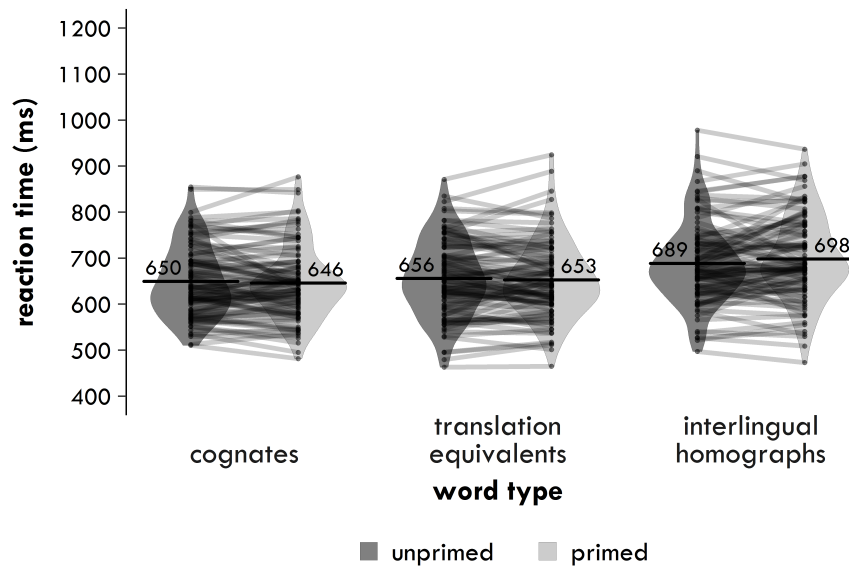 1200
1100
1000
900
800
700
600
500
400
reaction time (ms)
650
646
656
653
689
698
cognates
translation
equivalents
interlingual
homographs
word type
unprimed
primed